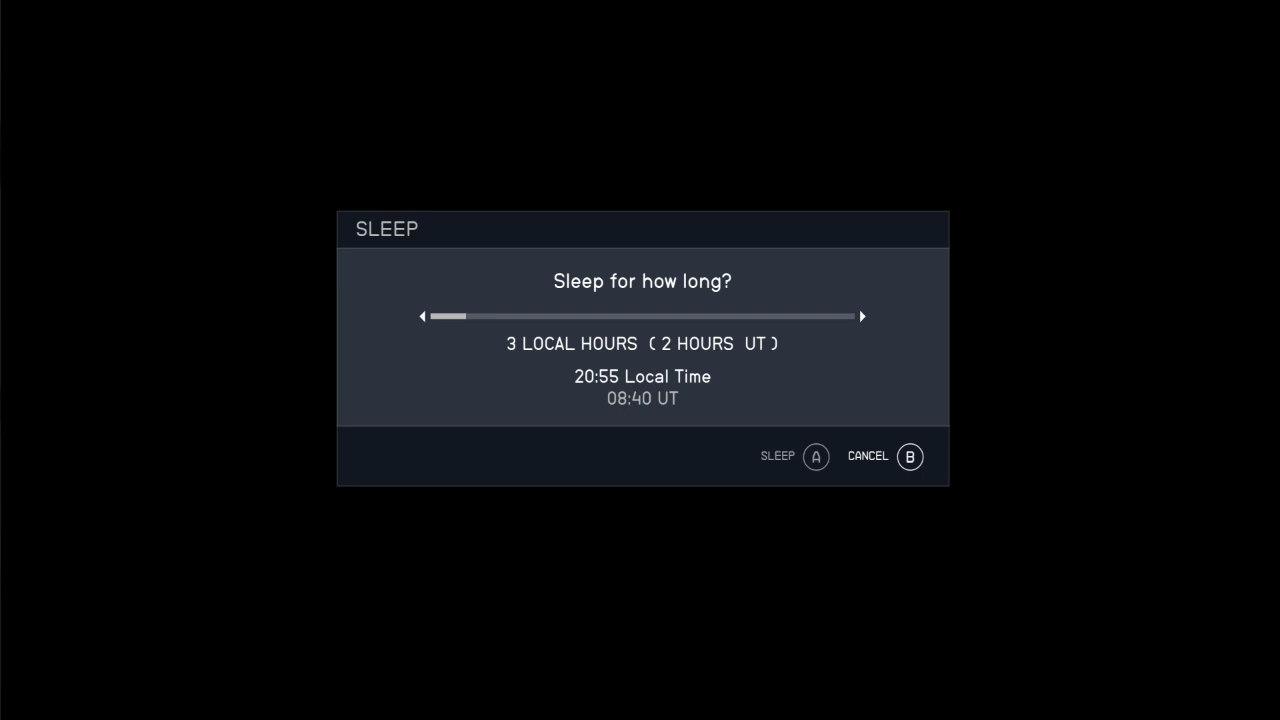 SLEEP
Sleep for how long?
3 LOCAL HOURS ( 2 HOURS UT )
20:55 Local Time
08:40 UT
SLEEP A CANCEL B